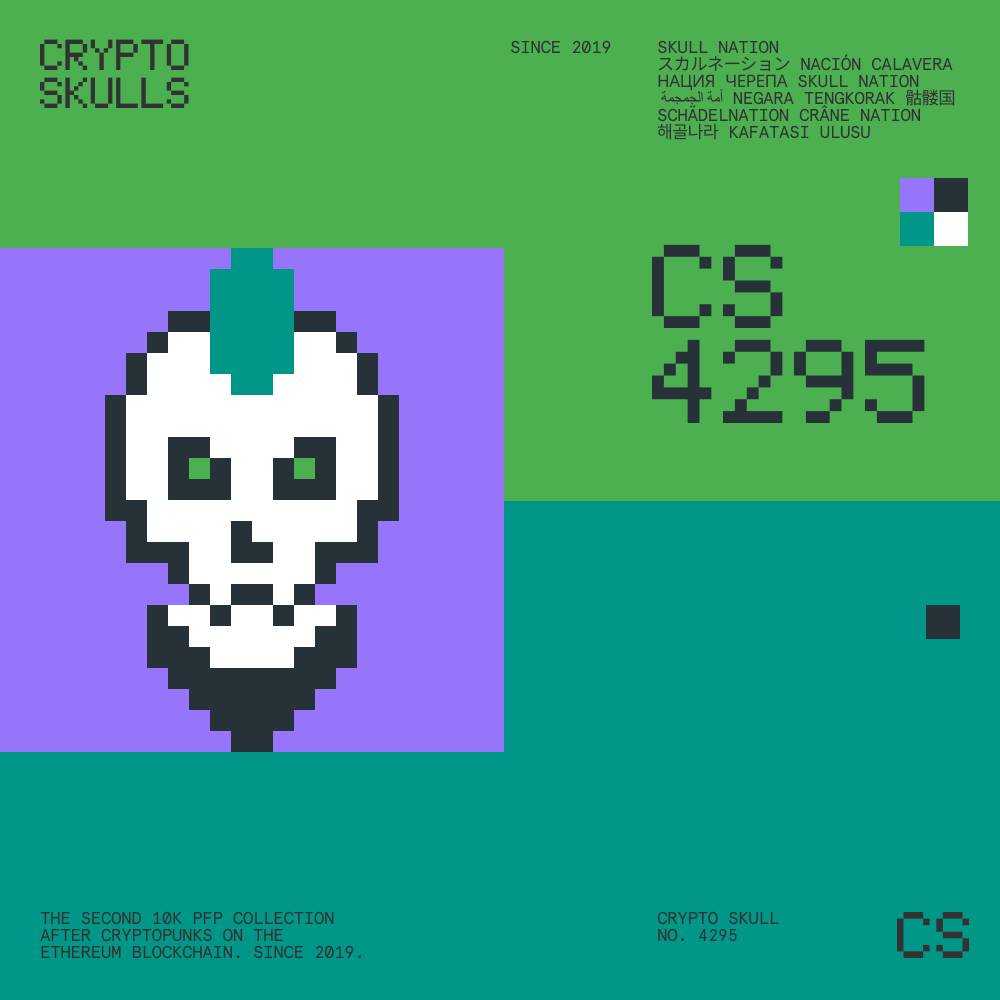 CRYPTO
SKULLS
SINCE 2019
SKULL NATION
スカルネーション NACIÓN CALAVERA
НАЦИЯ ЧЕРЕПА SKULL NATION
أمة الجمجمة NEGARA TENGKORAK 骷髅国
SCHÄDELNATION CRÂNE NATION
해골나라 KAFATASI ULUSU
CS
4295
THE SECOND 10K PFP COLLECTION
AFTER CRYPTOPUNKS ON THE
ETHEREUM BLOCKCHAIN. SINCE 2019.
CRYPTO SKULL
NO. 4295
CS